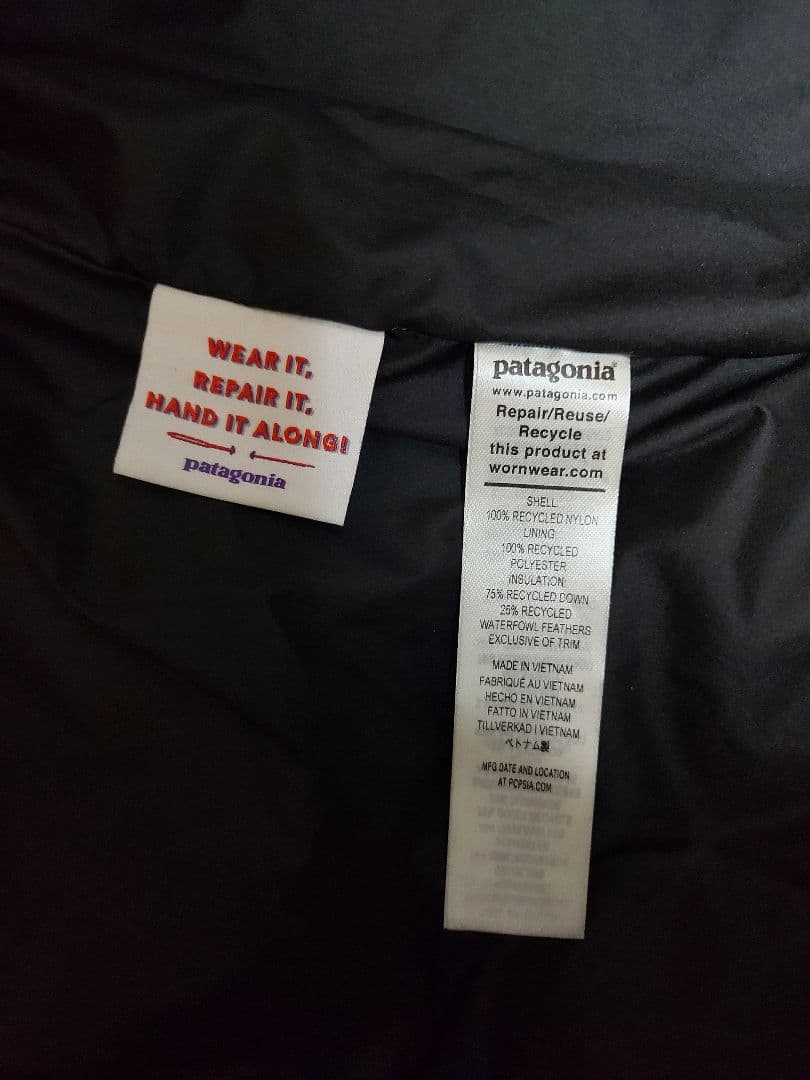 WEAR IT,
REPAIR IT,
HAND IT ALONG!
patagonia
patagonia®
www.patagonia.com
Repair/Reuse/
Recycle
this product at
wornwear.com
SHELL:
100% RECYCLED NYLON
LINING:
100% RECYCLED
POLYESTER
INSULATION:
75% RECYCLED DOWN
25% RECYCLED
WATERFOWL FEATHERS
EXCLUSIVE OF TRIM
MADE IN VIETNAM
FABRIQUÉ AU VIETNAM
HECHO EN VIETNAM
FATTO IN VIETNAM
TILLVERKAD I VIETNAM
ベトナム製
MFG DATE AND LOCATION
AT PCPSIA.COM